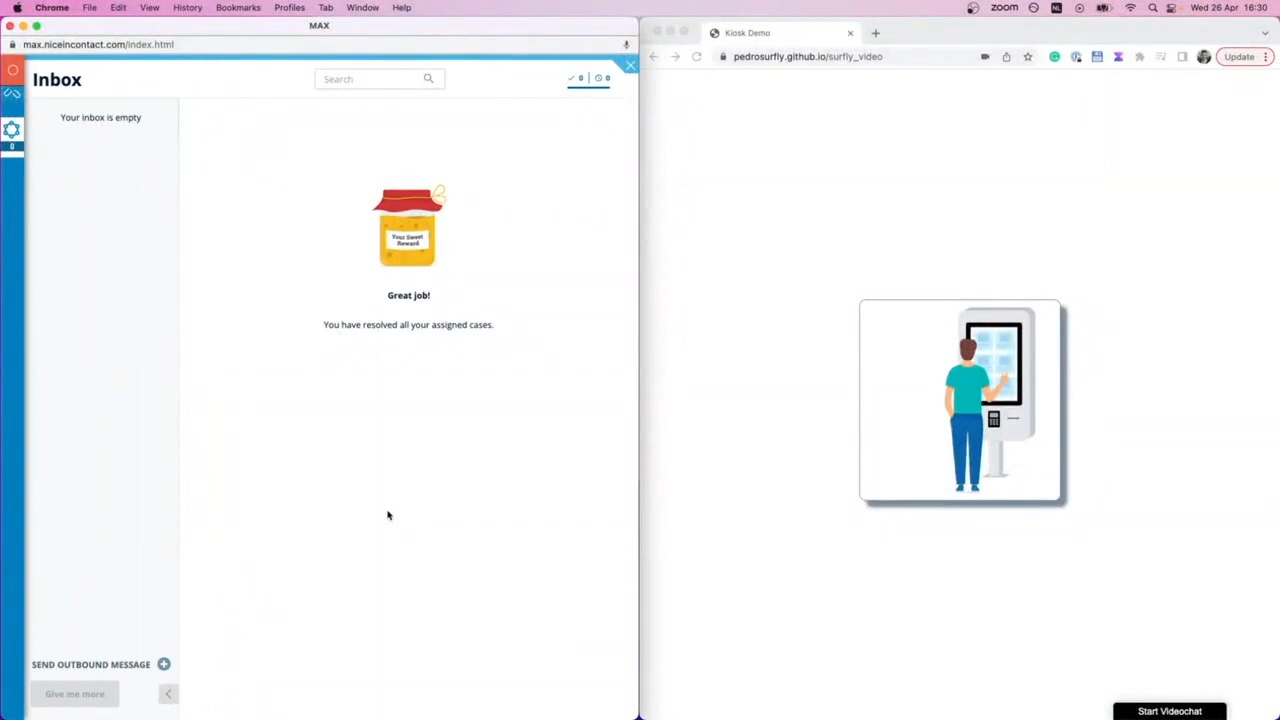 Chrome File Edit View History Bookmarks Profiles Tab Window Help
zoom NL Wed 26 Apr 16:30
MAX
max.niceincontact.com/index.html
Inbox
Search
0 0
Your inbox is empty
0
Your Sweet
Reward
Great job!
You have resolved all your assigned cases.
SEND OUTBOUND MESSAGE
Give me more
Kiosk Demo
pedrosurfly.github.io/surfly_video
Update
Start Videochat